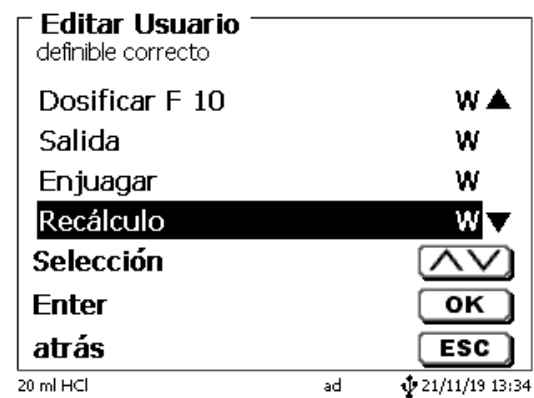 Editar Usuario
definible correcto
Dosificar F 10 W
Salida W
Enjuagar W
Recálculo W
Selección
Enter OK
atrás ESC
20 ml HCl ad 21/11/19 13:34